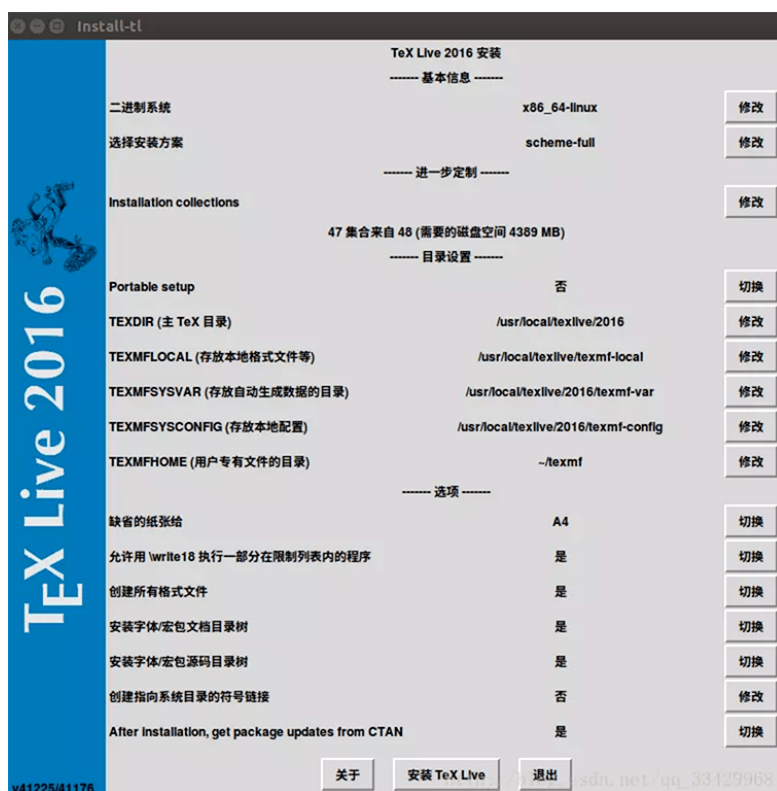 Install-tl
TeX Live 2016 安装
------- 基本信息 -------
二进制系统 x86_64-linux 修改
选择安装方案 scheme-full 修改
------- 进一步定制 -------
Installation collections 修改
47 集合来自 48 (需要的磁盘空间 4389 MB)
------- 目录设置 -------
Portable setup 否 切换
TEXDIR (主 TeX 目录) /usr/local/texlive/2016 修改
TEXMFLOCAL (存放本地格式文件等) /usr/local/texlive/texmf-local 修改
TEXMFSYSVAR (存放自动生成数据的目录) /usr/local/texlive/2016/texmf-var 修改
TEXMFSYSCONFIG (存放本地配置) /usr/local/texlive/2016/texmf-config 修改
TEXMFHOME (用户专有文件的目录) ~/texmf 修改
------- 选项 -------
缺省的纸张给 A4 切换
允许用 \write18 执行一部分在限制列表内的程序 是 切换
创建所有格式文件 是 切换
安装字体/宏包文档目录树 是 切换
安装字体/宏包源码目录树 是 切换
创建指向系统目录的符号链接 否 修改
After installation, get package updates from CTAN 是 切换
关于 安装 TeX Live 退出
TEX Live 2016
v41225/41176
sdn.net/qq_33429968